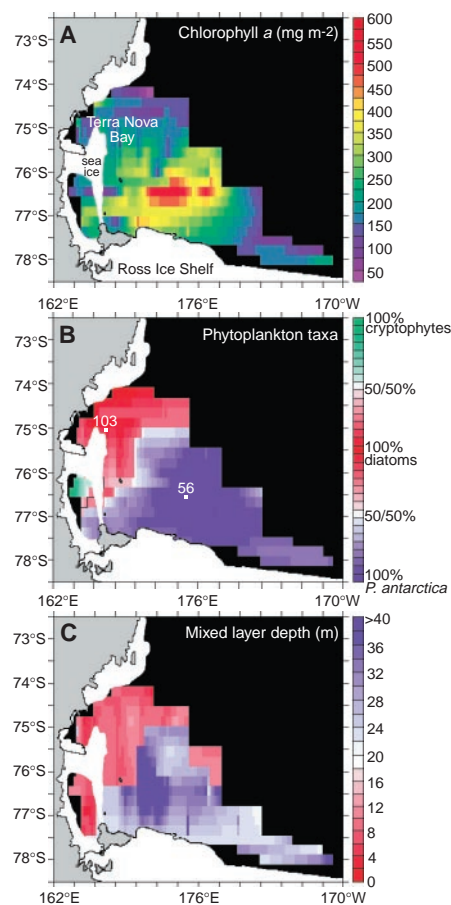 A
Chlorophyll a (mg m-2)
Terra Nova
Bay
sea
ice
Ross Ice Shelf
73°S
74°S
75°S
76°S
77°S
78°S
162°E
176°E
170°W
600
550
500
450
400
350
300
250
200
150
100
50
B
Phytoplankton taxa
103
56
73°S
74°S
75°S
76°S
77°S
78°S
162°E
176°E
170°W
100%
cryptophytes
50/50%
100%
diatoms
50/50%
100%
P. antarctica
C
Mixed layer depth (m)
73°S
74°S
75°S
76°S
77°S
78°S
162°E
176°E
170°W
>40
36
32
28
24
20
16
12
8
4
0